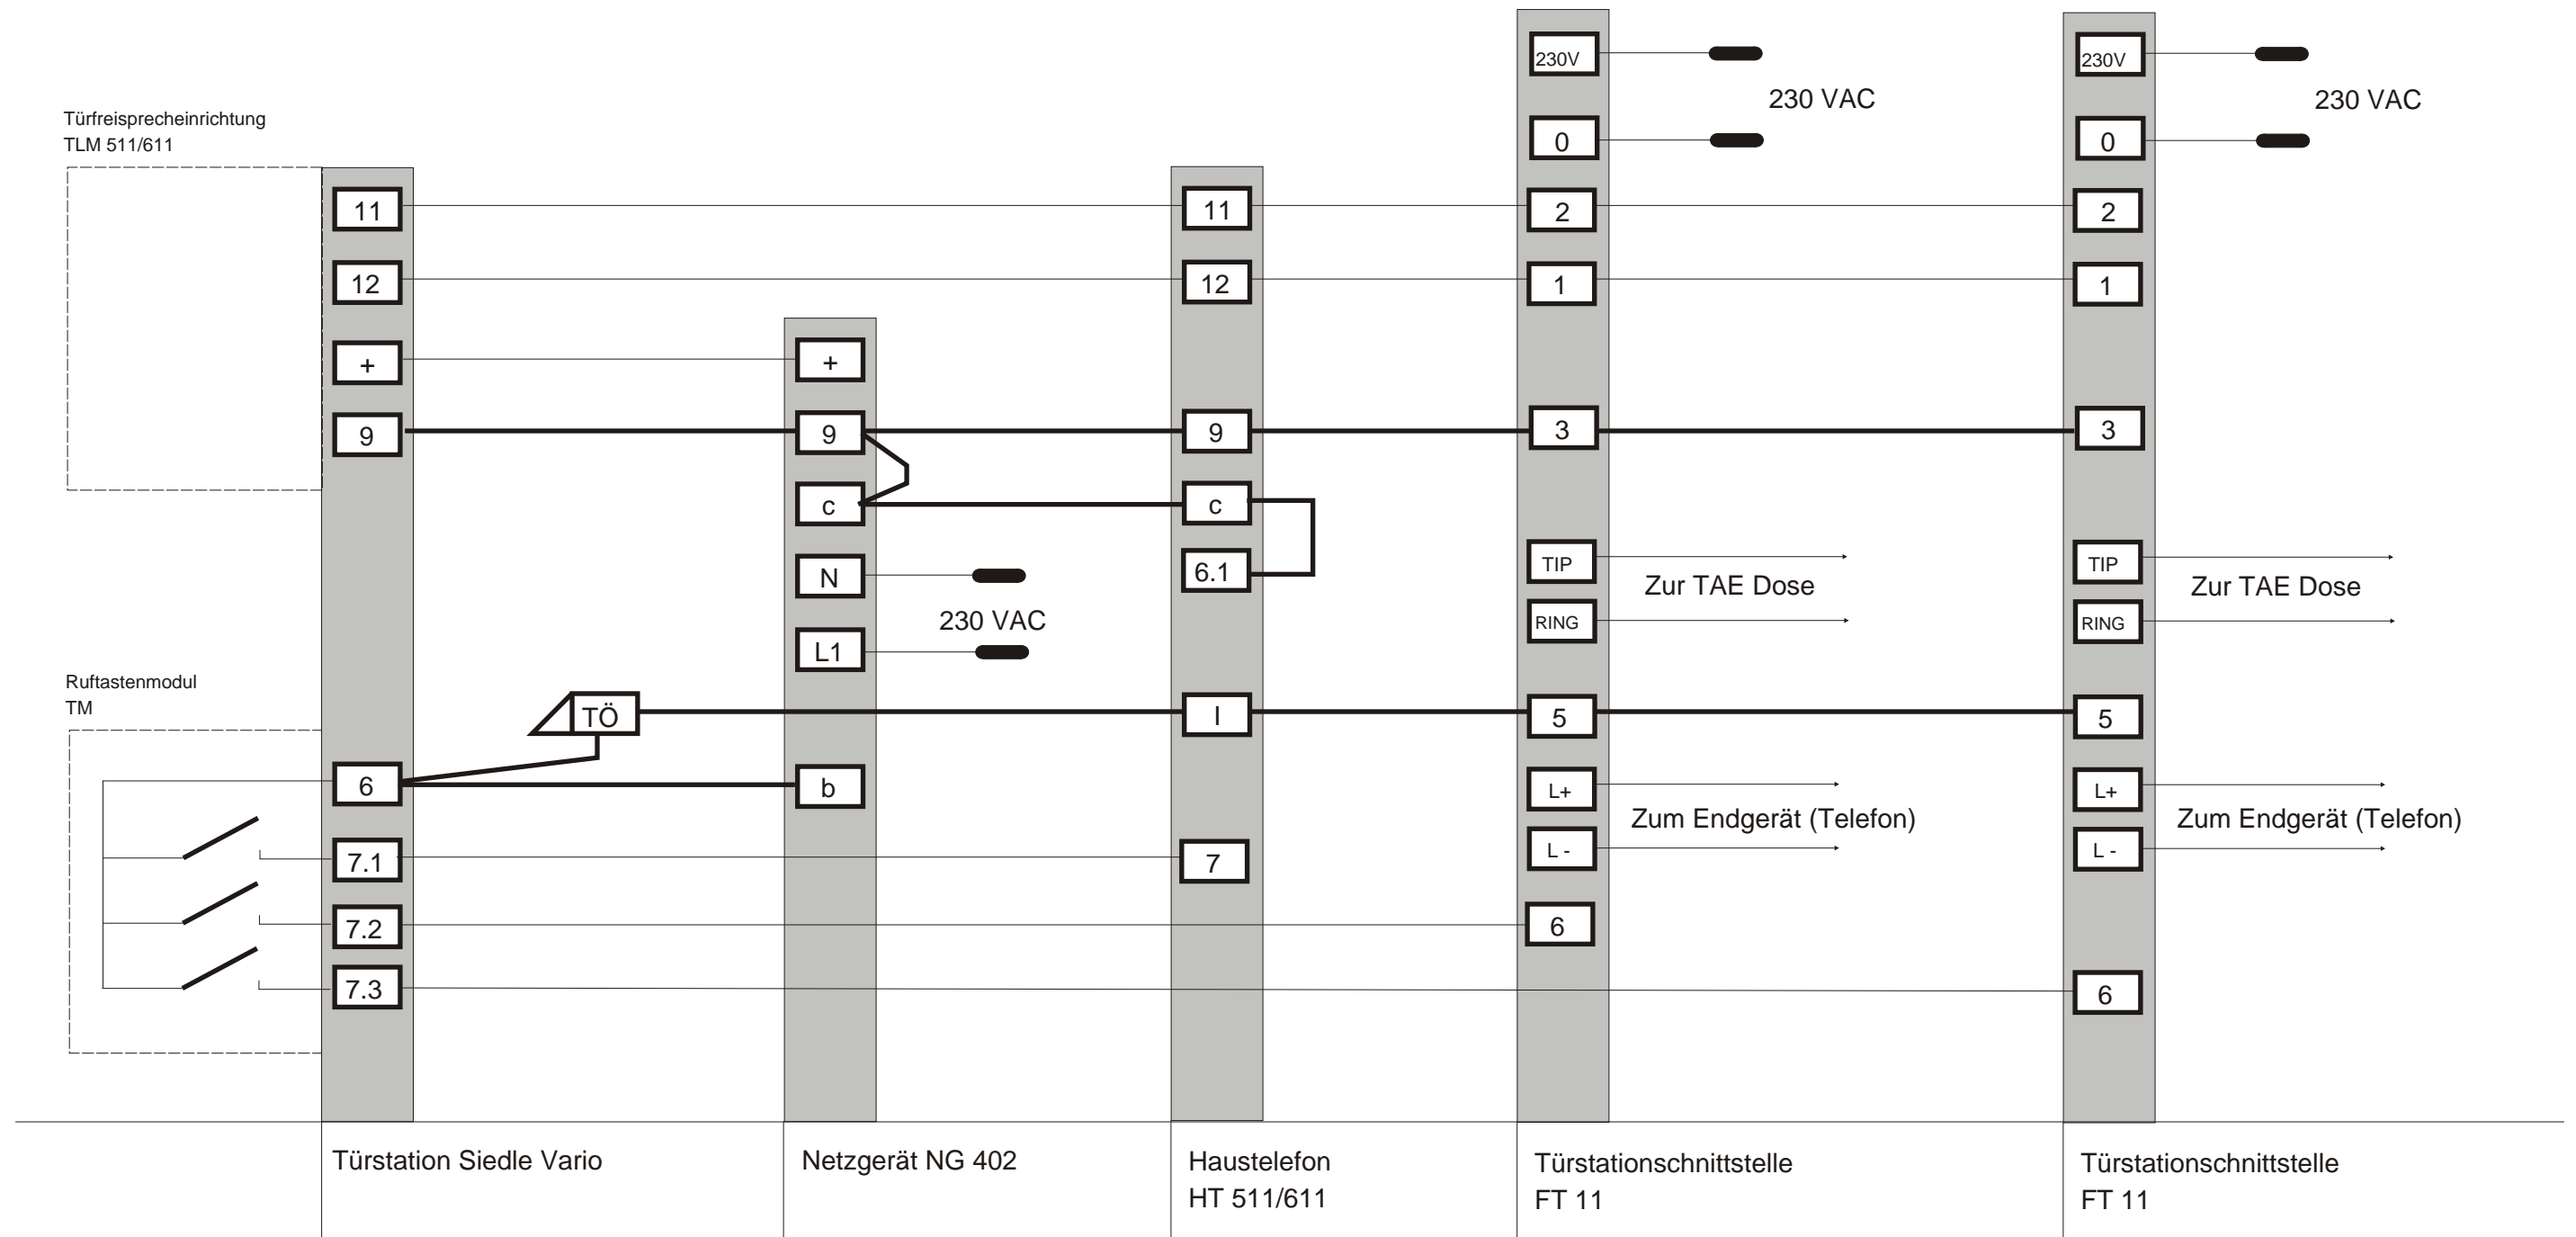 Türfreisprecheinrichtung
TLM 511/611
11
12
+
9
Ruftastenmodul
TM
6
7.1
7.2
7.3
TÖ
+
9
c
N
L1
230 VAC
b
11
12
9
c
6.1
I
7
230V
0
230 VAC
2
1
3
TIP
Zur TAE Dose
RING
5
L+
Zum Endgerät (Telefon)
L -
6
230V
0
230 VAC
2
1
3
TIP
Zur TAE Dose
RING
5
L+
Zum Endgerät (Telefon)
L -
6
Türstation Siedle Vario
Netzgerät NG 402
Haustelefon
HT 511/611
Türstationschnittstelle
FT 11
Türstationschnittstelle
FT 11